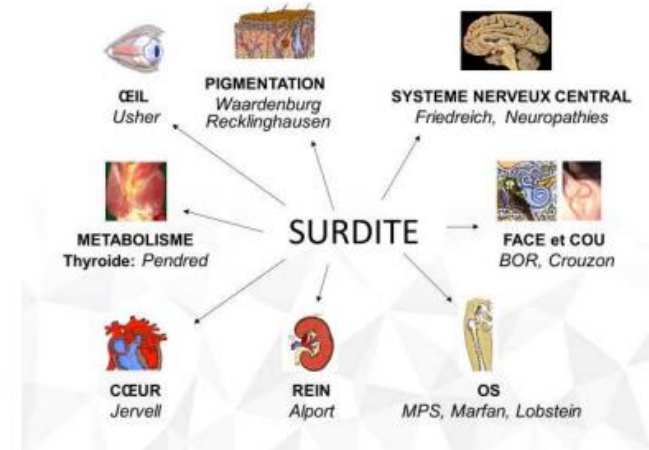 ŒIL
Usher
PIGMENTATION
Waardenburg
Recklinghausen
SYSTEME NERVEUX CENTRAL
Friedreich, Neuropathies
METABOLISME
Thyroide: Pendred
SURDITE
FACE et COU
BOR, Crouzon
CŒUR
Jervell
REIN
Alport
OS
MPS, Marfan, Lobstein